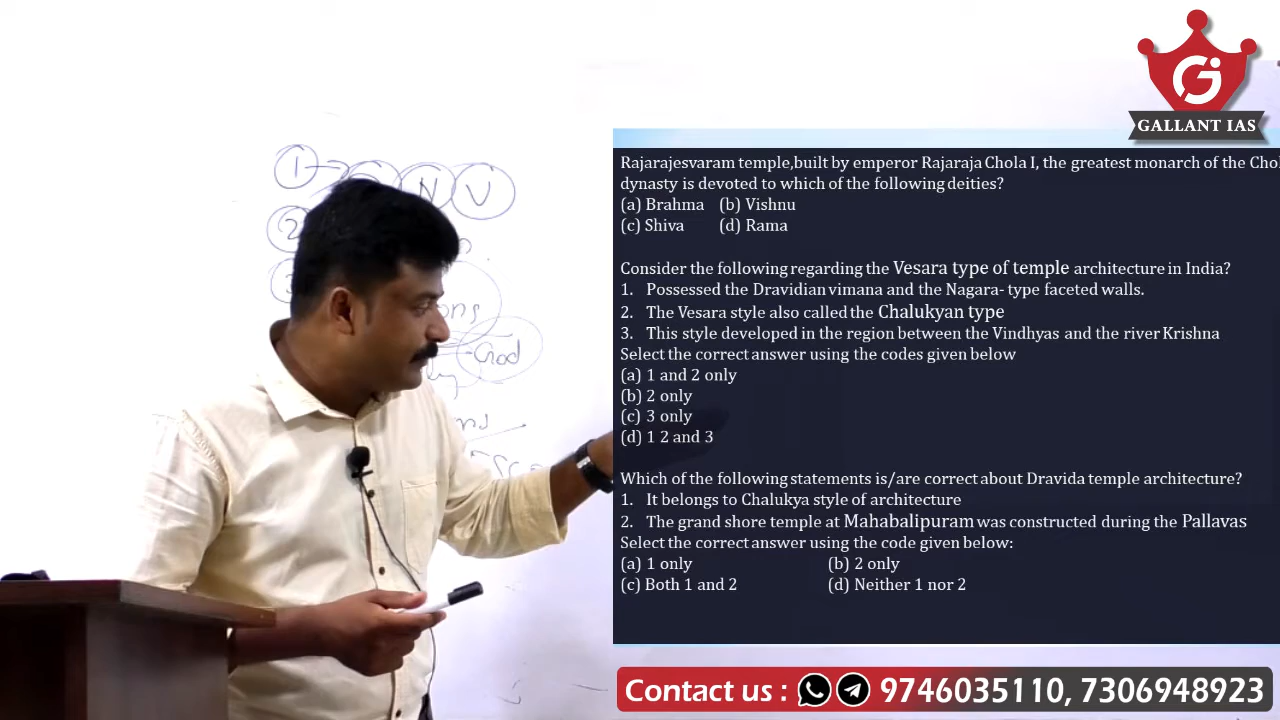 GALLANT IAS
Rajarajesvaram temple,built by emperor Rajaraja Chola I, the greatest monarch of the Cho
dynasty is devoted to which of the following deities?
(a) Brahma (b) Vishnu
(c) Shiva (d) Rama
Consider the following regarding the Vesara type of temple architecture in India?
1. Possessed the Dravidian vimana and the Nagara- type faceted walls.
2. The Vesara style also called the Chalukyan type
3. This style developed in the region between the Vindhyas and the river Krishna
Select the correct answer using the codes given below
(a) 1 and 2 only
(b) 2 only
(c) 3 only
(d) 1 2 and 3
Which of the following statements is/are correct about Dravida temple architecture?
1. It belongs to Chalukya style of architecture
2. The grand shore temple at Mahabalipuram was constructed during the Pallavas
Select the correct answer using the code given below:
(a) 1 only (b) 2 only
(c) Both 1 and 2 (d) Neither 1 nor 2
1 N V
2
3
God
Contact us : 9746035110, 7306948923